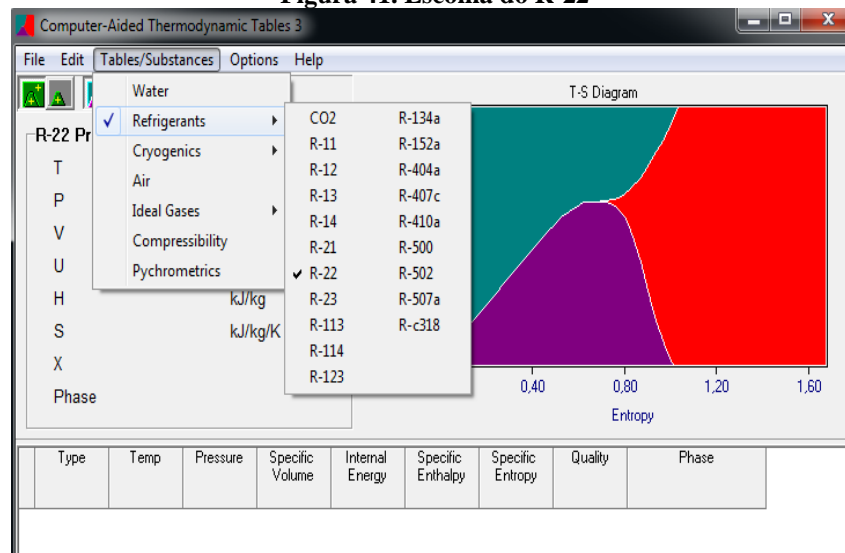 Figura 41. Escolha do R-22
Computer-Aided Thermodynamic Tables 3
File Edit Tables/Substances Options Help
Water
Refrigerants
Cryogenics
Air
Ideal Gases
Compressibility
Pychrometrics
CO2 R-134a
R-11 R-152a
R-12 R-404a
R-13 R-407c
R-14 R-410a
R-21 R-500
R-22 R-502
R-23 R-507a
R-113 R-c318
R-114
R-123
R-22 Pr
T
P
V
U
H kJ/kg
S kJ/kg/K
X
Phase
T-S Diagram
0,40 0,80 1,20 1,60
Entropy
Type Temp Pressure Specific Volume Internal Energy Specific Enthalpy Specific Entropy Quality Phase